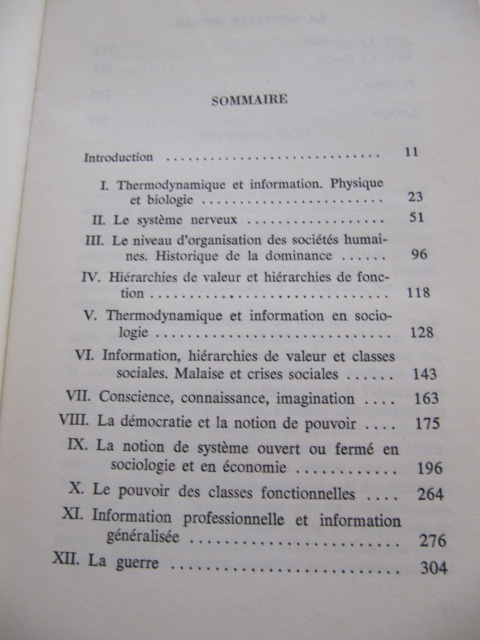 SOMMAIRE
Introduction .............................. 11
I. Thermodynamique et information. Physique
et biologie ........................... 23
II. Le système nerveux .................... 51
III. Le niveau d'organisation des sociétés humai-
nes. Historique de la dominance ...... 96
IV. Hiérarchies de valeur et hiérarchies de fonc-
tion .................................. 118
V. Thermodynamique et information en socio-
logie ................................. 128
VI. Information, hiérarchies de valeur et classes
sociales. Malaise et crises sociales ...... 143
VII. Conscience, connaissance, imagination .... 163
VIII. La démocratie et la notion de pouvoir .... 175
IX. La notion de système ouvert ou fermé en
sociologie et en économie ............. 196
X. Le pouvoir des classes fonctionnelles .... 264
XI. Information professionnelle et information
généralisée ........................... 276
XII. La guerre .............................. 304